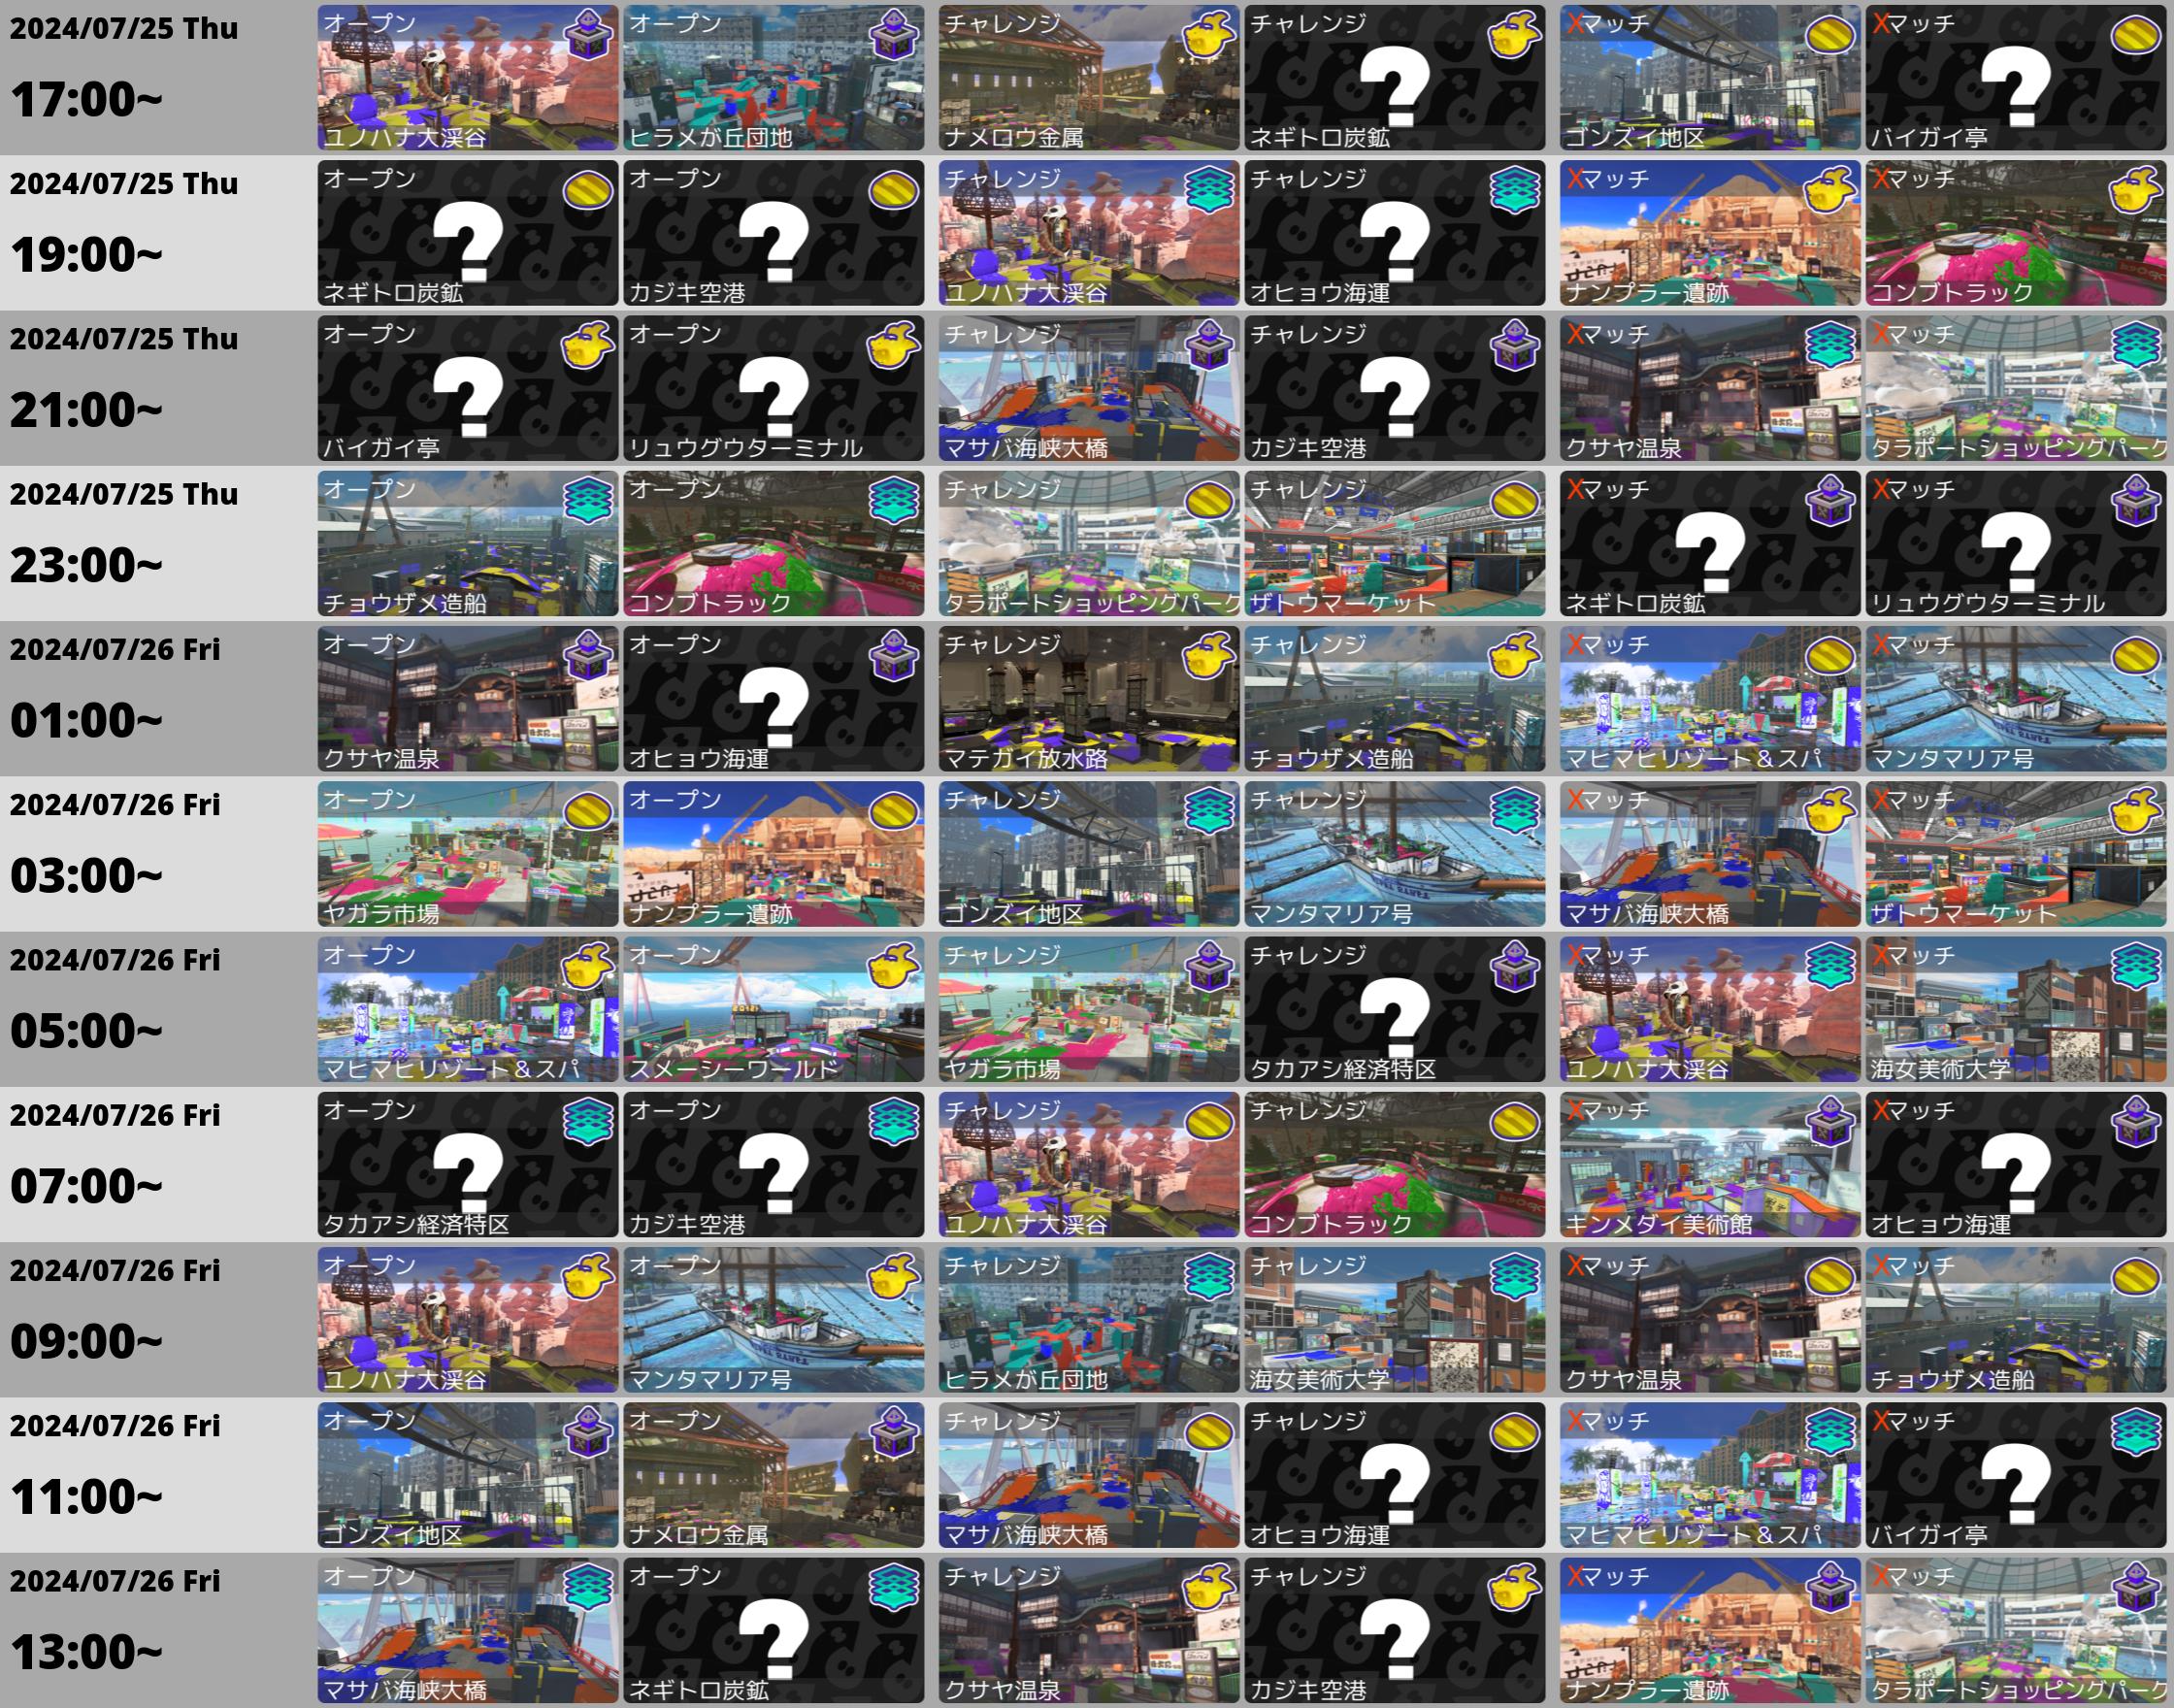 2024/07/25 Thu
17:00~
オープン
ユノハナ大渓谷
オープン
ヒラメが丘団地
チャレンジ
ナメロウ金属
チャレンジ
?
ネギトロ炭鉱
Xマッチ
ゴンズイ地区
Xマッチ
?
バイガイ亭
2024/07/25 Thu
19:00~
オープン
?
ネギトロ炭鉱
オープン
?
カジキ空港
チャレンジ
ユノハナ大渓谷
チャレンジ
?
オヒョウ海運
Xマッチ
ナンプラー遺跡
Xマッチ
コンブトラック
2024/07/25 Thu
21:00~
オープン
?
バイガイ亭
オープン
?
リュウグウターミナル
チャレンジ
マサバ海峡大橋
チャレンジ
?
カジキ空港
Xマッチ
クサヤ温泉
Xマッチ
タラポートショッピングパーク
2024/07/25 Thu
23:00~
オープン
チョウザメ造船
オープン
コンブトラック
チャレンジ
タラポートショッピングパーク
チャレンジ
ザトウマーケット
Xマッチ
?
ネギトロ炭鉱
Xマッチ
?
リュウグウターミナル
2024/07/26 Fri
01:00~
オープン
クサヤ温泉
オープン
?
オヒョウ海運
チャレンジ
マテガイ放水路
チャレンジ
チョウザメ造船
Xマッチ
マヒマヒリゾート＆スパ
Xマッチ
マンタマリア号
2024/07/26 Fri
03:00~
オープン
ヤガラ市場
オープン
ナンプラー遺跡
チャレンジ
ゴンズイ地区
チャレンジ
マンタマリア号
Xマッチ
マサバ海峡大橋
Xマッチ
ザトウマーケット
2024/07/26 Fri
05:00~
オープン
マヒマヒリゾート＆スパ
オープン
スメーシーワールド
チャレンジ
ヤガラ市場
チャレンジ
?
タカアシ経済特区
Xマッチ
ユノハナ大渓谷
Xマッチ
海女美術大学
2024/07/26 Fri
07:00~
オープン
?
タカアシ経済特区
オープン
?
カジキ空港
チャレンジ
ユノハナ大渓谷
チャレンジ
コンブトラック
Xマッチ
キンメダイ美術館
Xマッチ
?
オヒョウ海運
2024/07/26 Fri
09:00~
オープン
ユノハナ大渓谷
オープン
マンタマリア号
チャレンジ
ヒラメが丘団地
チャレンジ
海女美術大学
Xマッチ
クサヤ温泉
Xマッチ
チョウザメ造船
2024/07/26 Fri
11:00~
オープン
ゴンズイ地区
オープン
ナメロウ金属
チャレンジ
マサバ海峡大橋
チャレンジ
?
オヒョウ海運
Xマッチ
マヒマヒリゾート＆スパ
Xマッチ
?
バイガイ亭
2024/07/26 Fri
13:00~
オープン
マサバ海峡大橋
オープン
?
ネギトロ炭鉱
チャレンジ
クサヤ温泉
チャレンジ
?
カジキ空港
Xマッチ
ナンプラー遺跡
Xマッチ
タラポートショッピングパーク